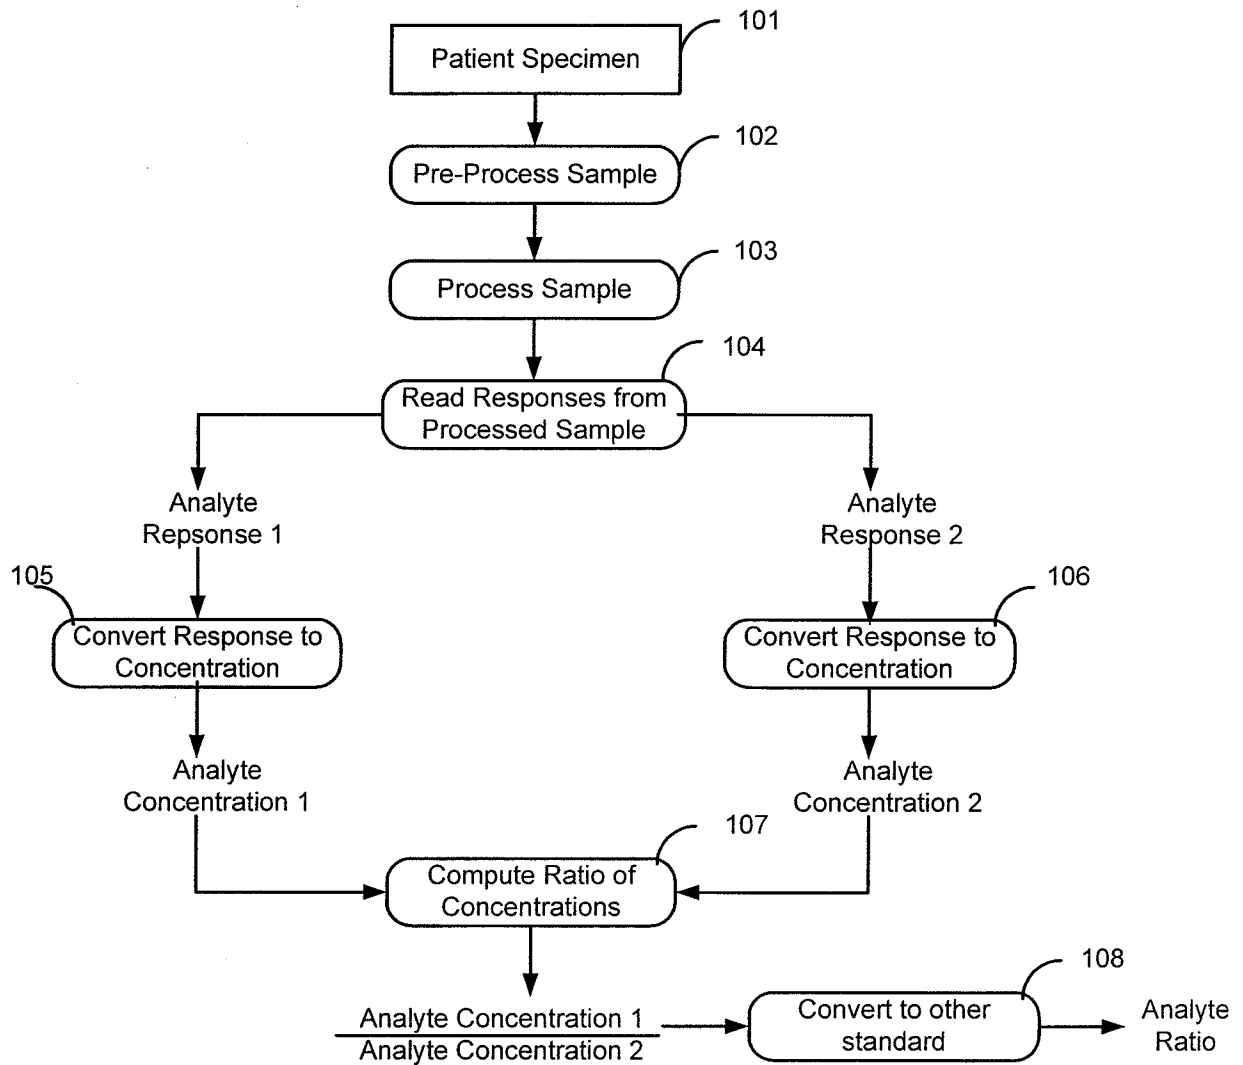 101
Patient Specimen
102
Pre-Process Sample
103
Process Sample
104
Read Responses from
Processed Sample
Analyte
Repsonse 1
Analyte
Response 2
105
Convert Response to
Concentration
106
Convert Response to
Concentration
Analyte
Concentration 1
Analyte
Concentration 2
107
Compute Ratio of
Concentrations
Analyte Concentration 1
Analyte Concentration 2
108
Convert to other
standard
Analyte
Ratio